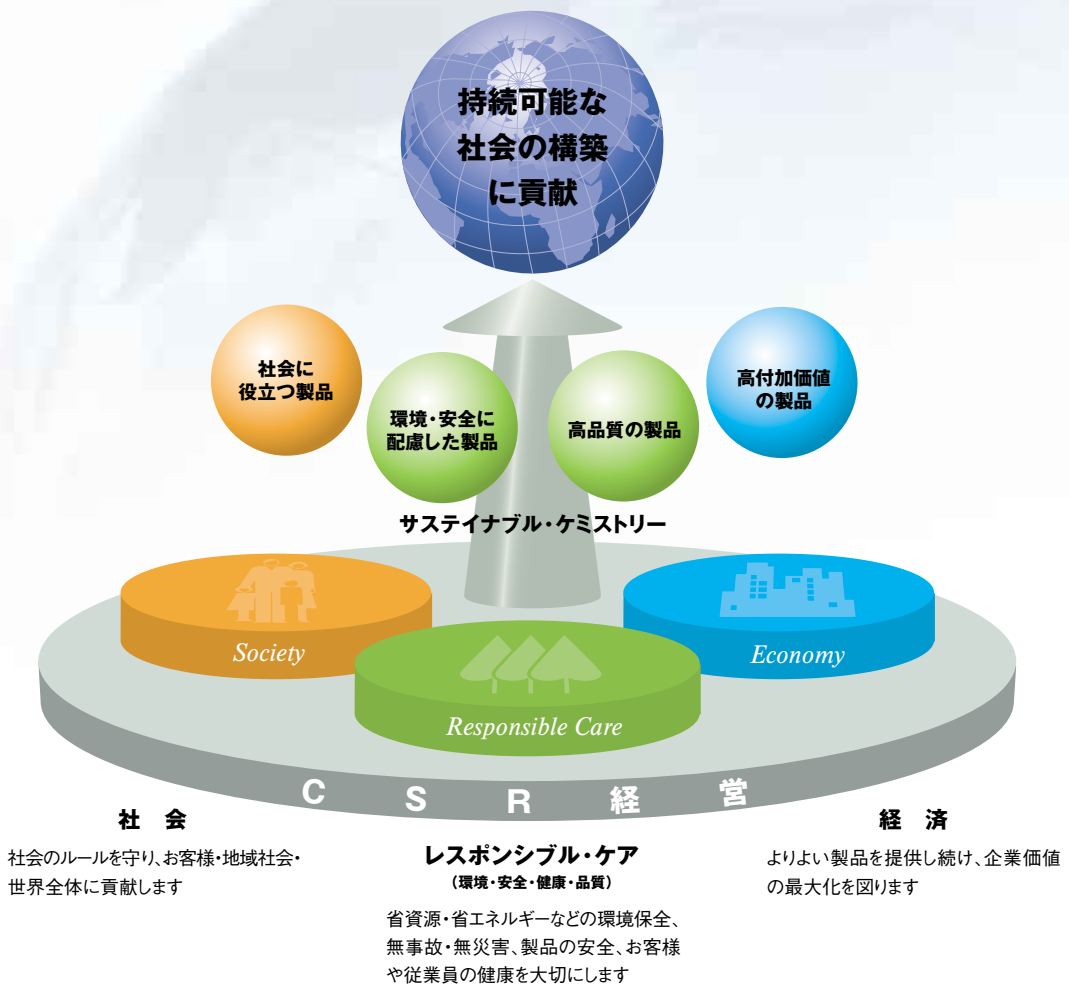 持続可能な
社会の構築
に貢献
社会に
役立つ製品
環境・安全に
配慮した製品
高品質の製品
高付加価値
の製品
サステイナブル・ケミストリー
Society
Responsible Care
Economy
CSR経営
社 会
社会のルールを守り、お客様・地域社会・
世界全体に貢献します
レスポンシブル・ケア
(環境・安全・健康・品質)
省資源・省エネルギーなどの環境保全、
無事故・無災害、製品の安全、お客様
や従業員の健康を大切にします
経 済
よりよい製品を提供し続け、企業価値
の最大化を図ります